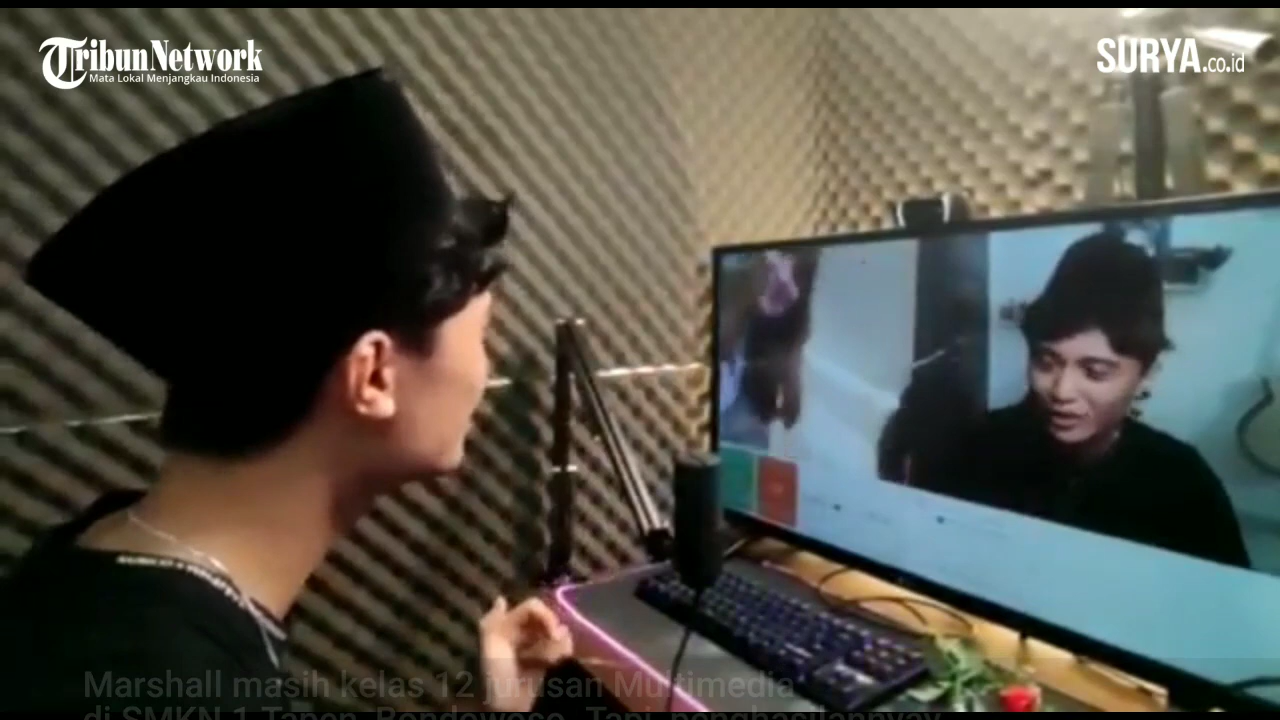 TribunNetwork
Mata Lokal Menjangkau Indonesia
SURYA.co.id
Marshall masih kelas 12 jurusan Multimedia
di SMKN 1 Tapen, Bondowoso. Tapi, penghasilannyay